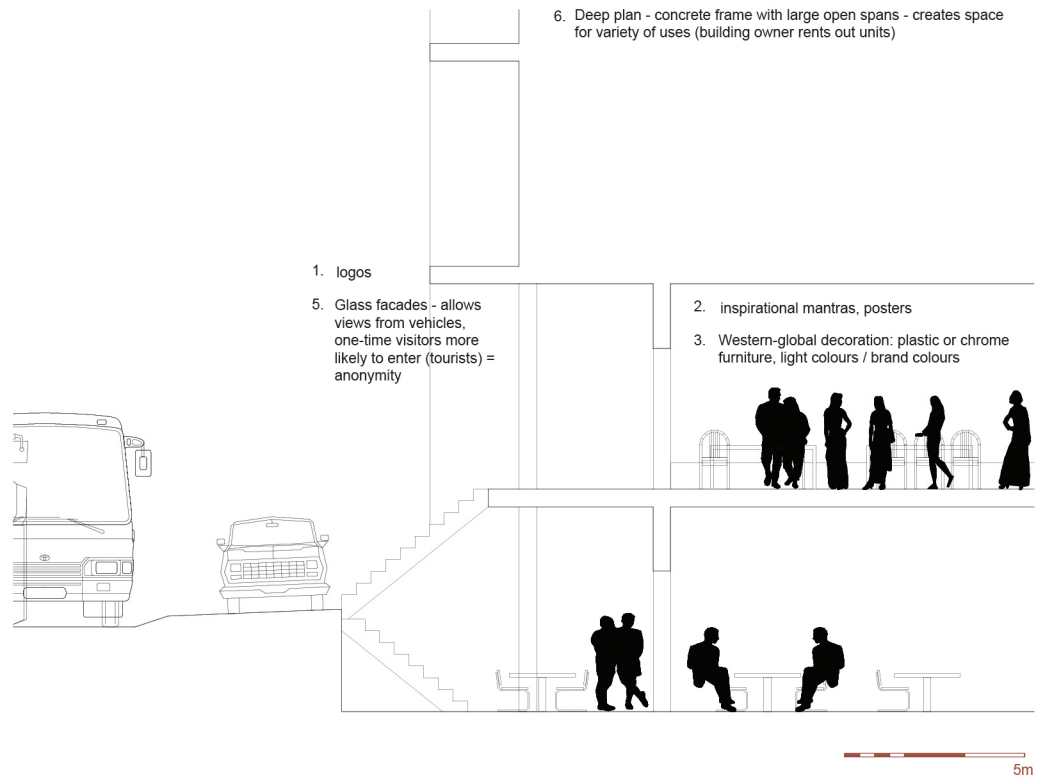 6. Deep plan - concrete frame with large open spans - creates space
for variety of uses (building owner rents out units)
1. logos
5. Glass facades - allows
views from vehicles,
one-time visitors more
likely to enter (tourists) =
anonymity
2. inspirational mantras, posters
3. Western-global decoration: plastic or chrome
furniture, light colours / brand colours
5m